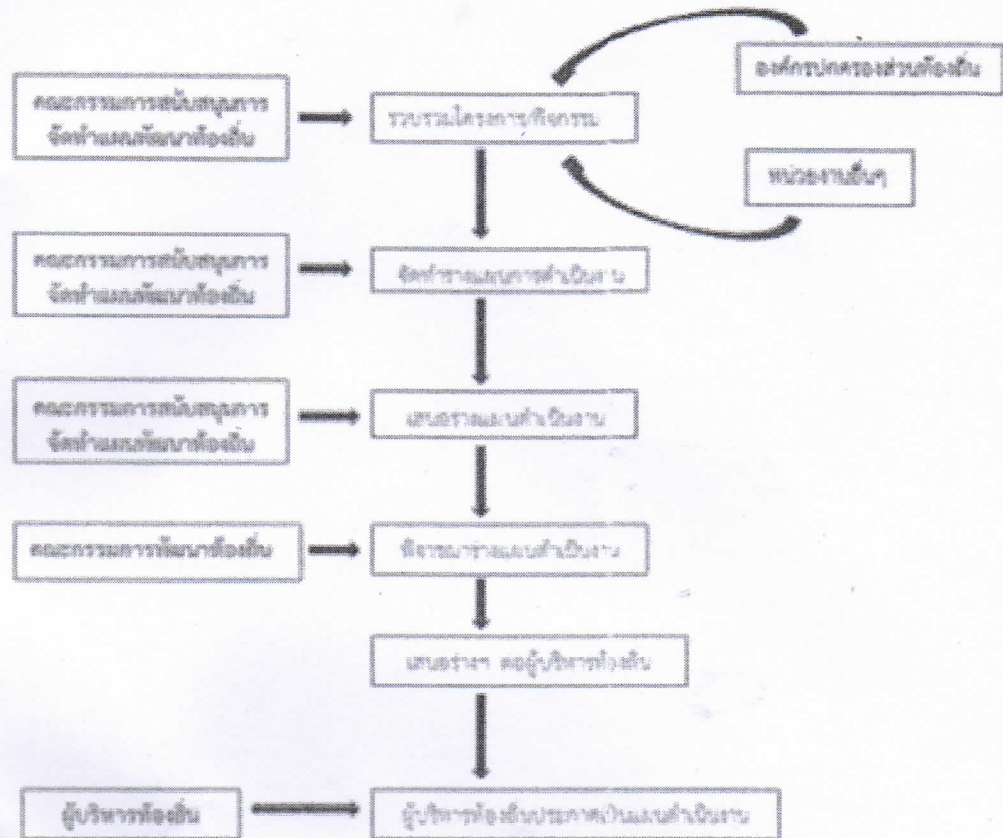 องค์กรปกครองส่วนท้องถิ่น
คณะกรรมการสนับสนุนการ
จัดทำแผนพัฒนาท้องถิ่น
รวบรวมโครงการ/กิจกรรม
หน่วยงานอื่นๆ
คณะกรรมการสนับสนุนการ
จัดทำแผนพัฒนาท้องถิ่น
จัดทำร่างแผนการดำเนินงาน
คณะกรรมการสนับสนุนการ
จัดทำแผนพัฒนาท้องถิ่น
เสนอร่างแผนดำเนินงาน
คณะกรรมการพัฒนาท้องถิ่น
พิจารณาร่างแผนดำเนินงาน
เสนอร่างฯ ต่อผู้บริหารท้องถิ่น
ผู้บริหารท้องถิ่น
ผู้บริหารท้องถิ่นประกาศเป็นแผนดำเนินงาน